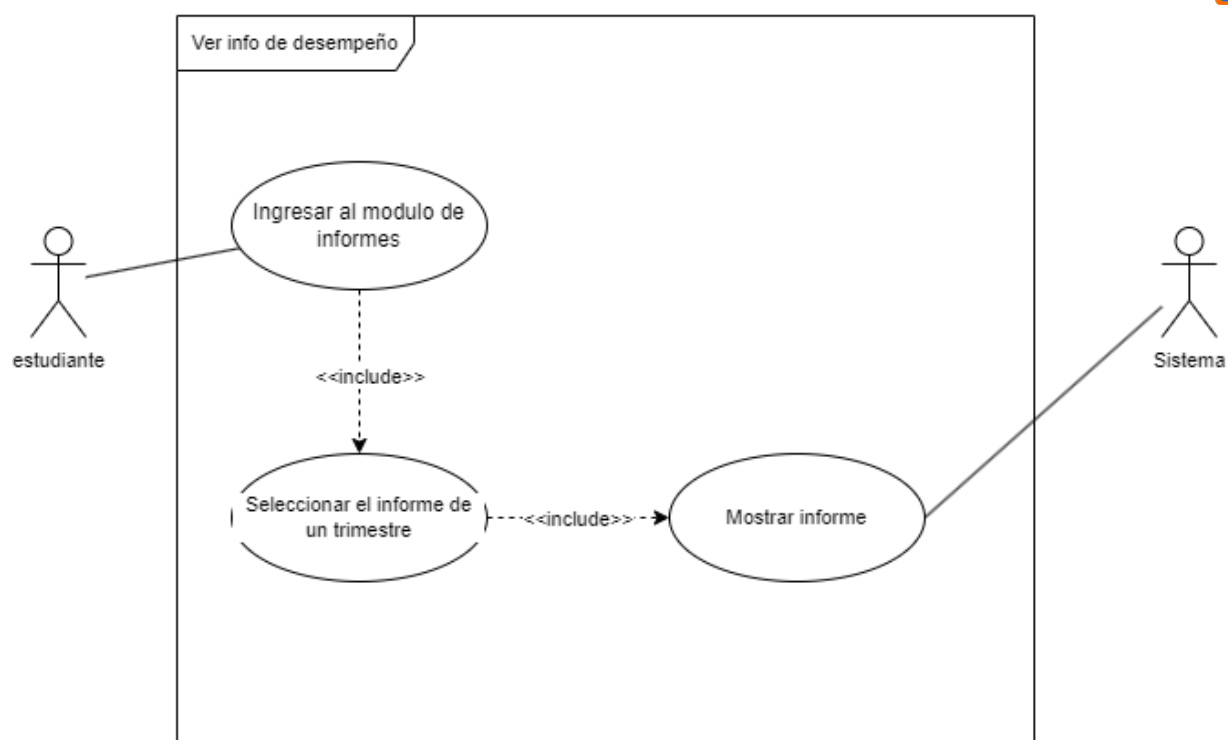 Ver info de desempeño
Ingresar al modulo de
informes
estudiante
Sistema
<<include>>
Seleccionar el informe de
un trimestre
<<include>>
Mostrar informe